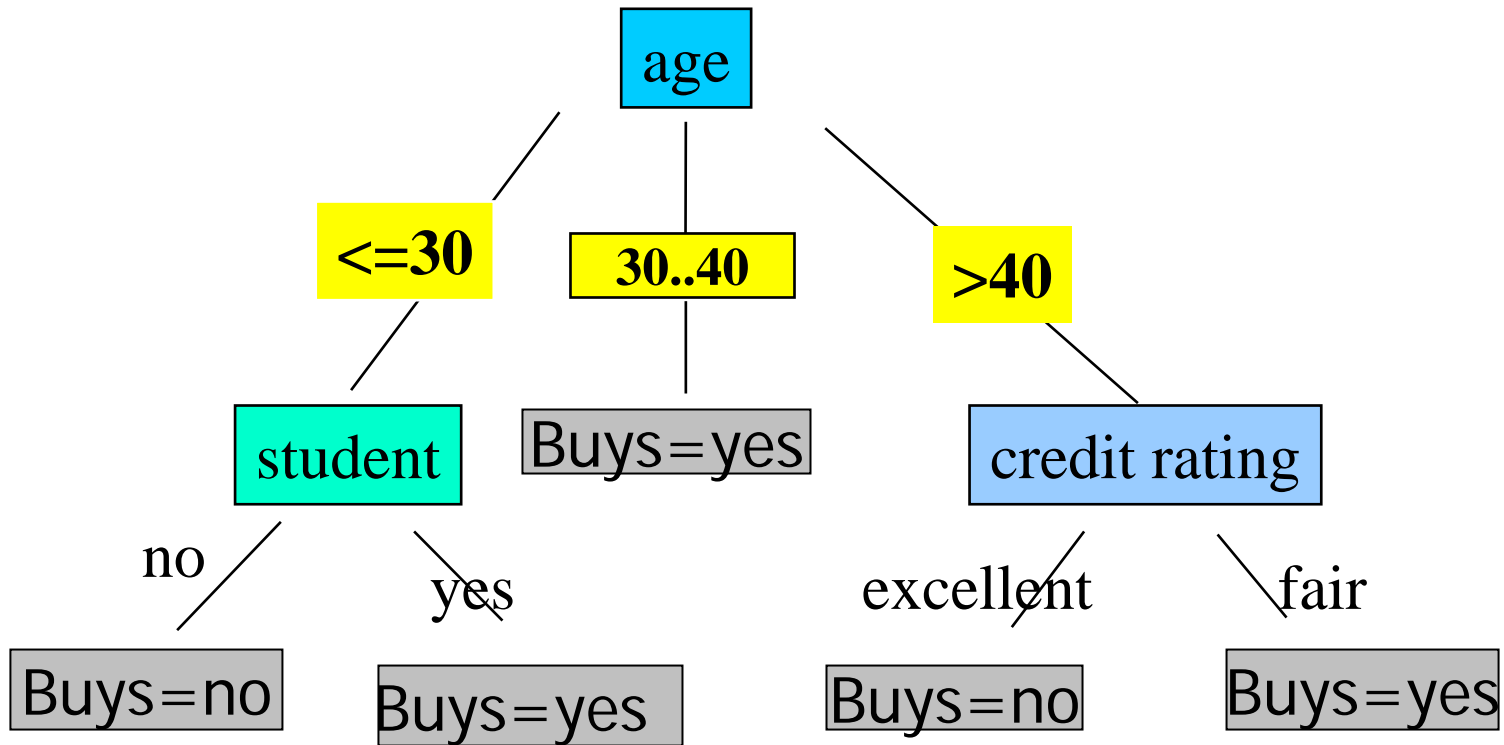 age
<=30
30..40
>40
student
Buys=yes
credit rating
no
yes
excellent
fair
Buys=no
Buys=yes
Buys=no
Buys=yes